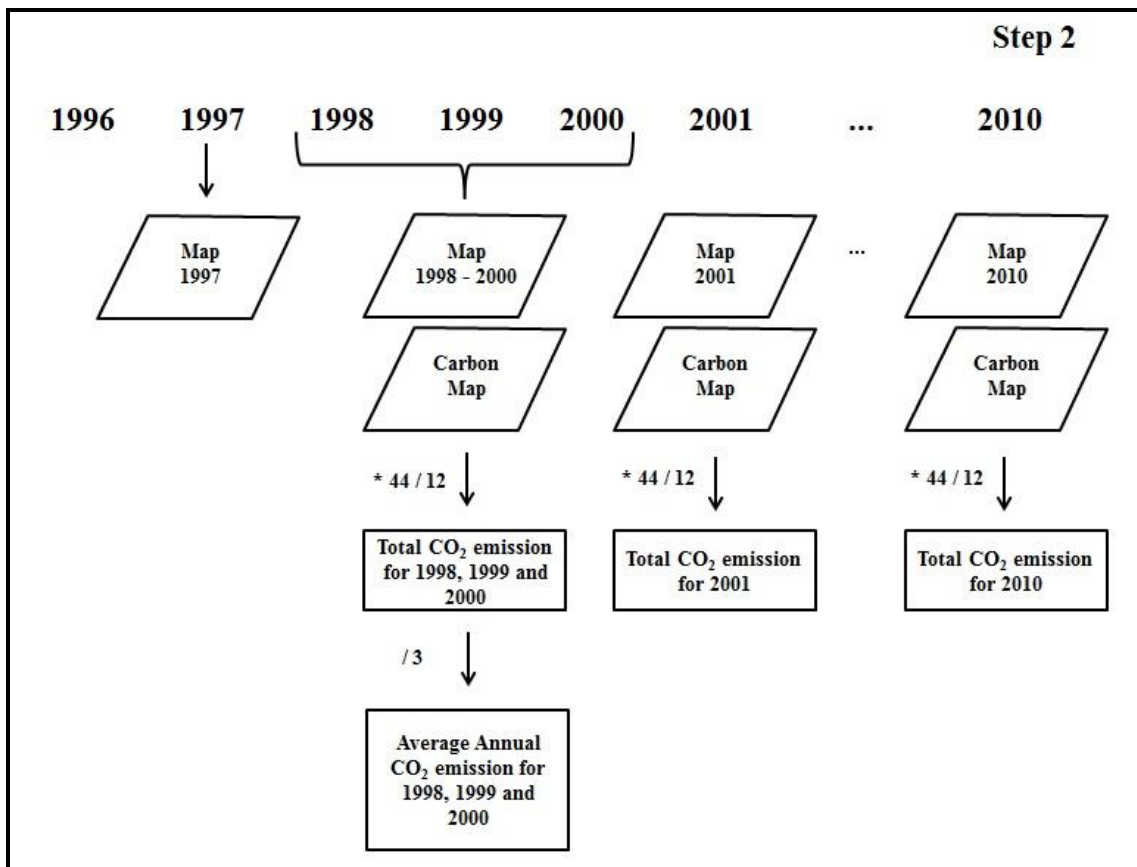 Step 2
1996 1997 1998 1999 2000 2001 ... 2010
Map
1997
Map
1998 - 2000
Map
2001
...
Map
2010
Carbon
Map
Carbon
Map
Carbon
Map
* 44 / 12
* 44 / 12
* 44 / 12
Total CO₂ emission
for 1998, 1999 and
2000
Total CO₂ emission
for 2001
Total CO₂ emission
for 2010
/ 3
Average Annual
CO₂ emission for
1998, 1999 and
2000